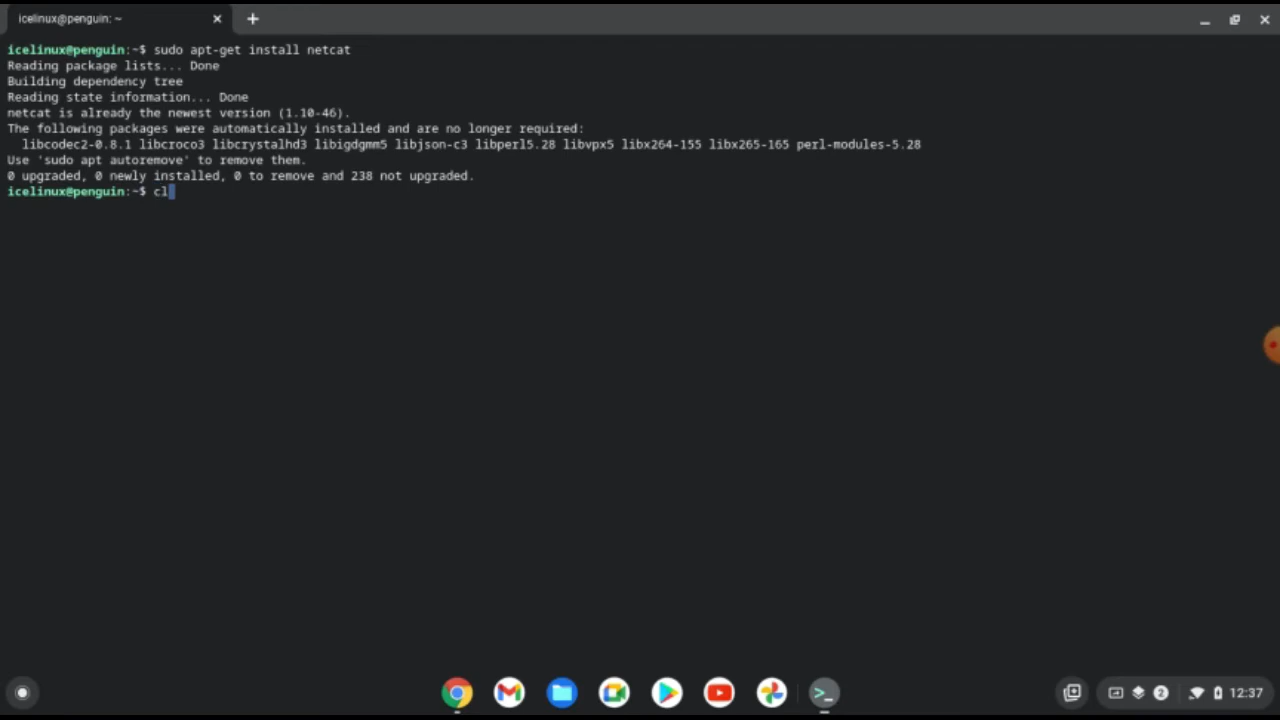 icelinux@penguin: ~
icelinux@penguin:~$ sudo apt-get install netcat
Reading package lists... Done
Building dependency tree
Reading state information... Done
netcat is already the newest version (1.10-46).
The following packages were automatically installed and are no longer required:
libcodec2-0.8.1 libcroco3 libcrystalhd3 libigdgmm5 libjson-c3 libperl5.28 libvpx5 libx264-155 libx265-165 perl-modules-5.28
Use 'sudo apt autoremove' to remove them.
0 upgraded, 0 newly installed, 0 to remove and 238 not upgraded.
icelinux@penguin:~$ cl
2
12:37